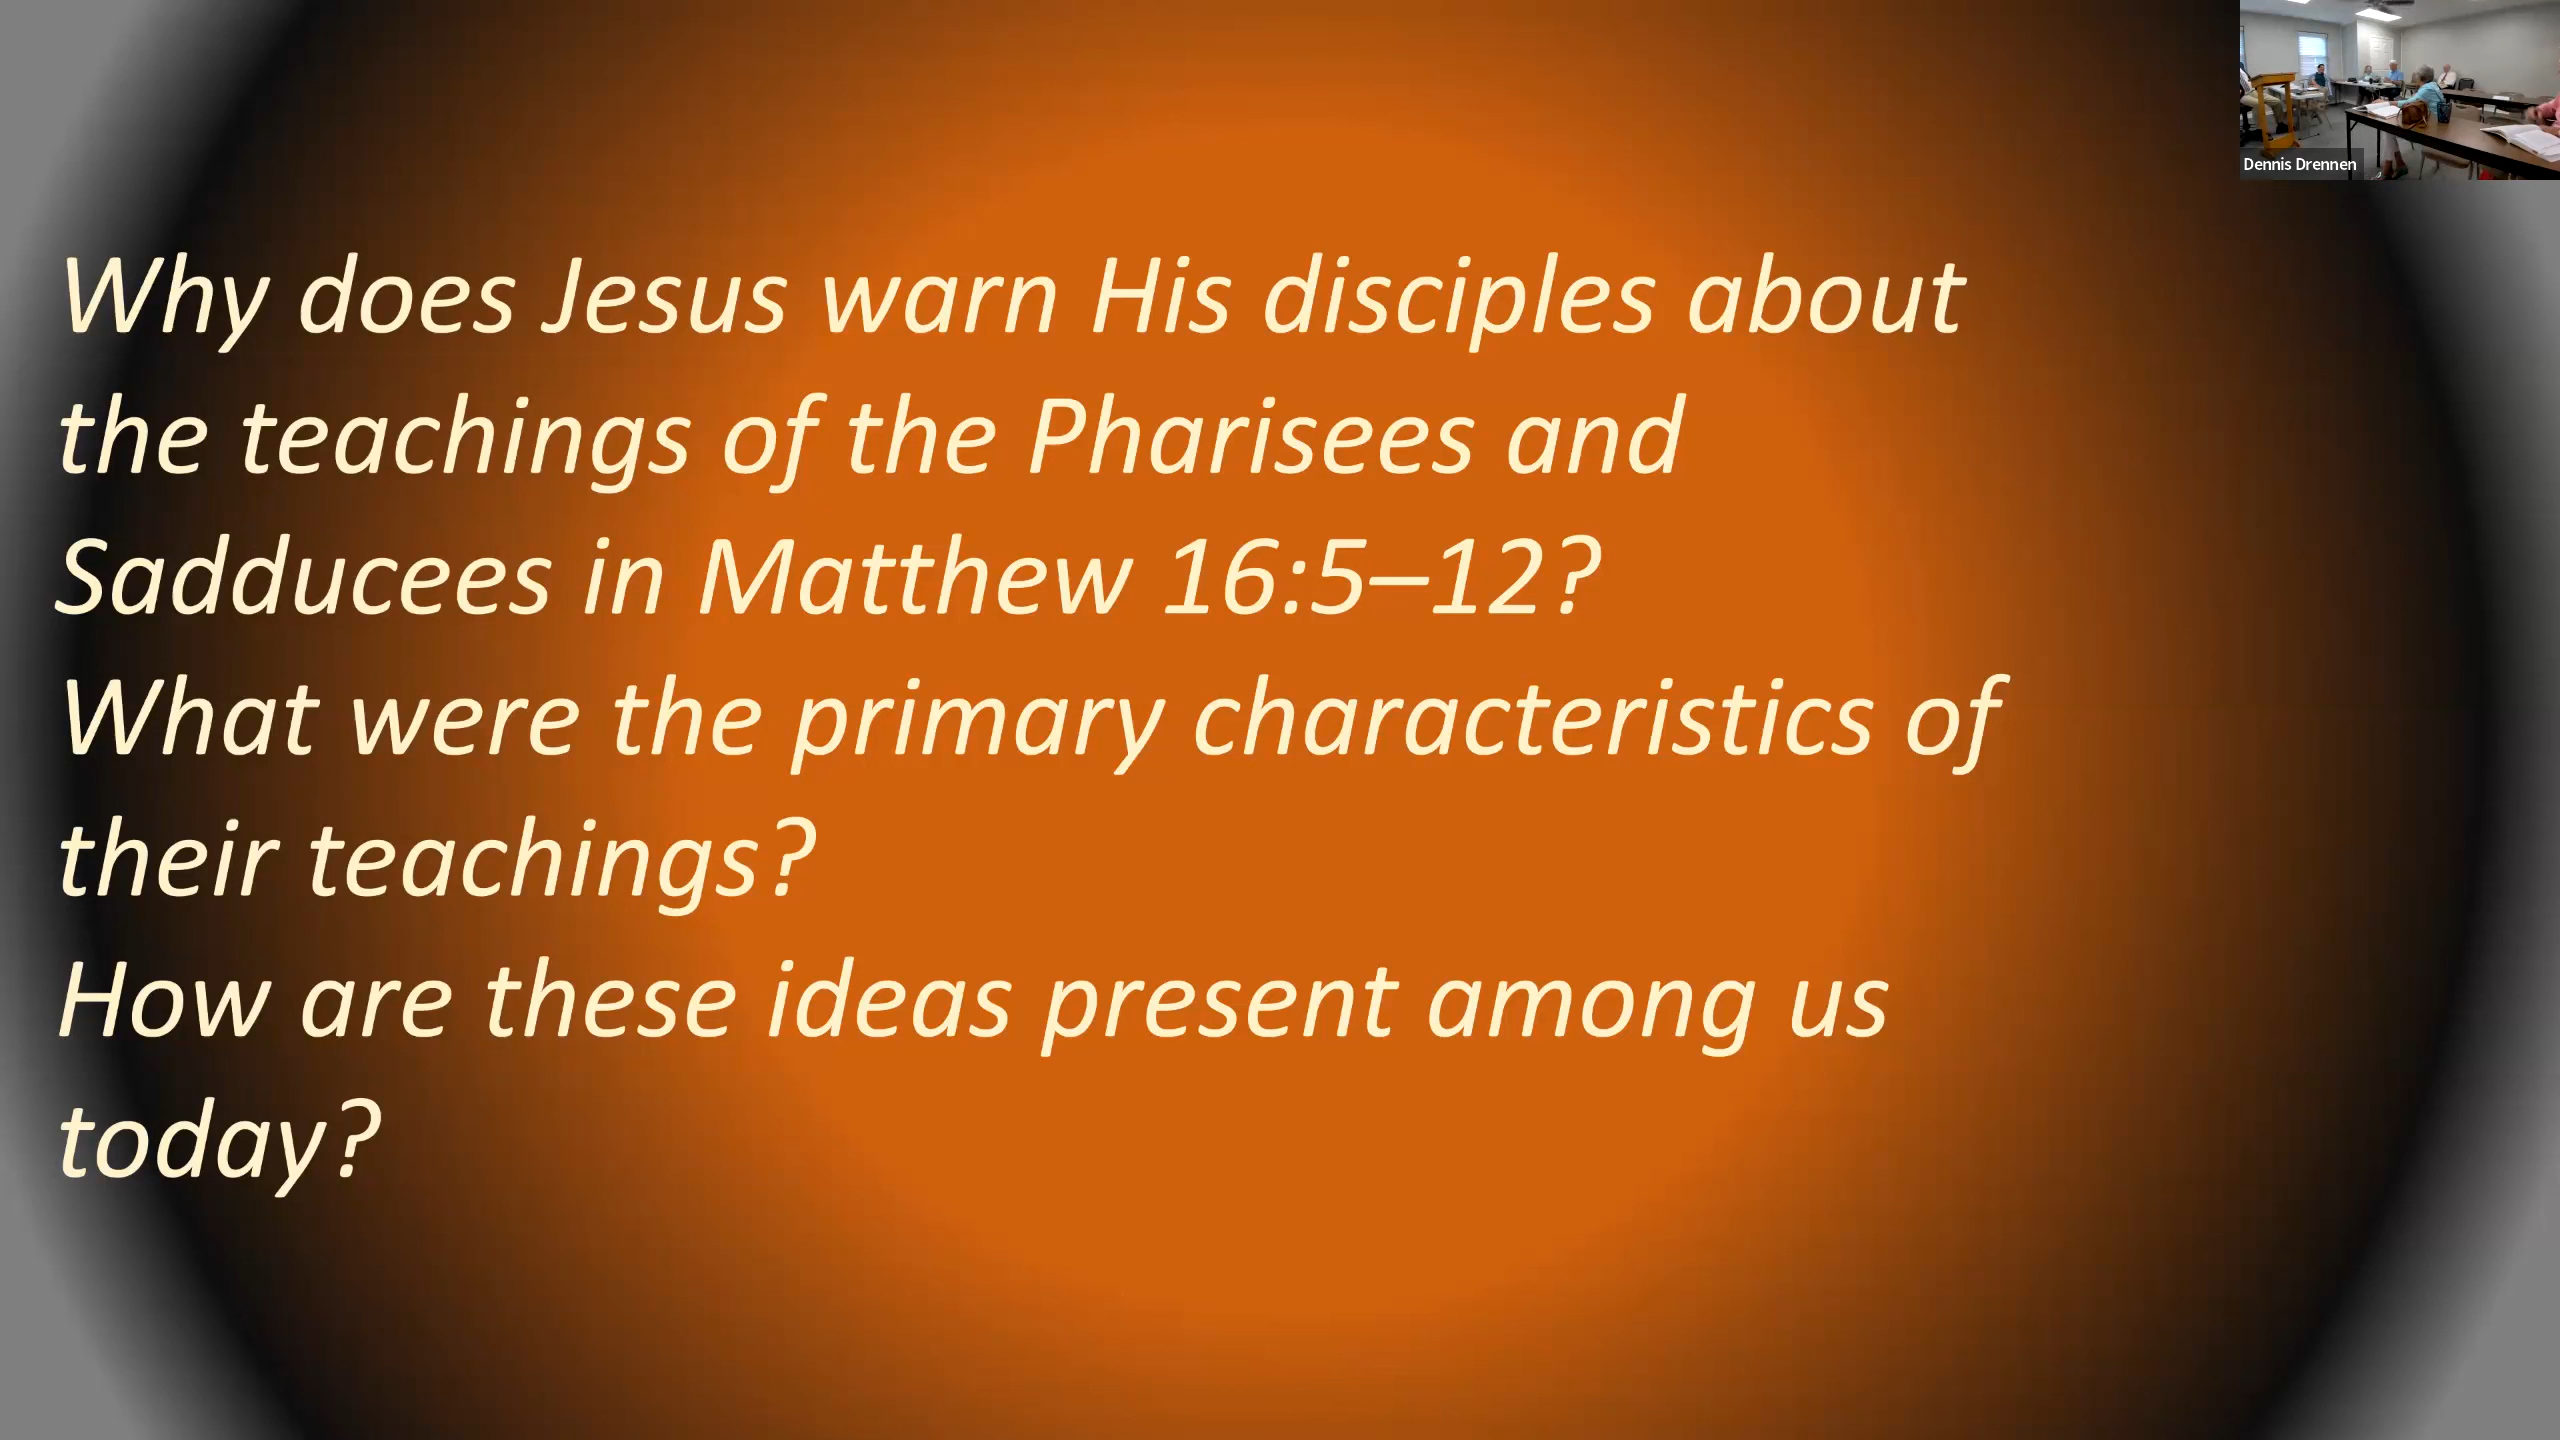 Dennis Drennen
Why does Jesus warn His disciples about
the teachings of the Pharisees and
Sadducees in Matthew 16:5–12?
What were the primary characteristics of
their teachings?
How are these ideas present among us
today?